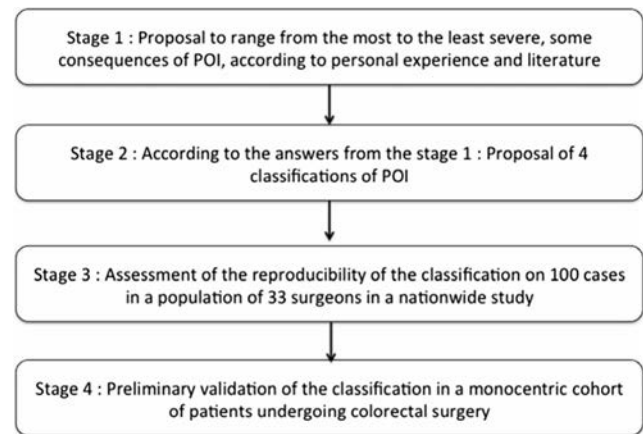 Stage 1 : Proposal to range from the most to the least severe, some
consequences of POI, according to personal experience and literature
Stage 2 : According to the answers from the stage 1 : Proposal of 4
classifications of POI
Stage 3 : Assessment of the reproducibility of the classification on 100 cases
in a population of 33 surgeons in a nationwide study
Stage 4 : Preliminary validation of the classification in a monocentric cohort
of patients undergoing colorectal surgery